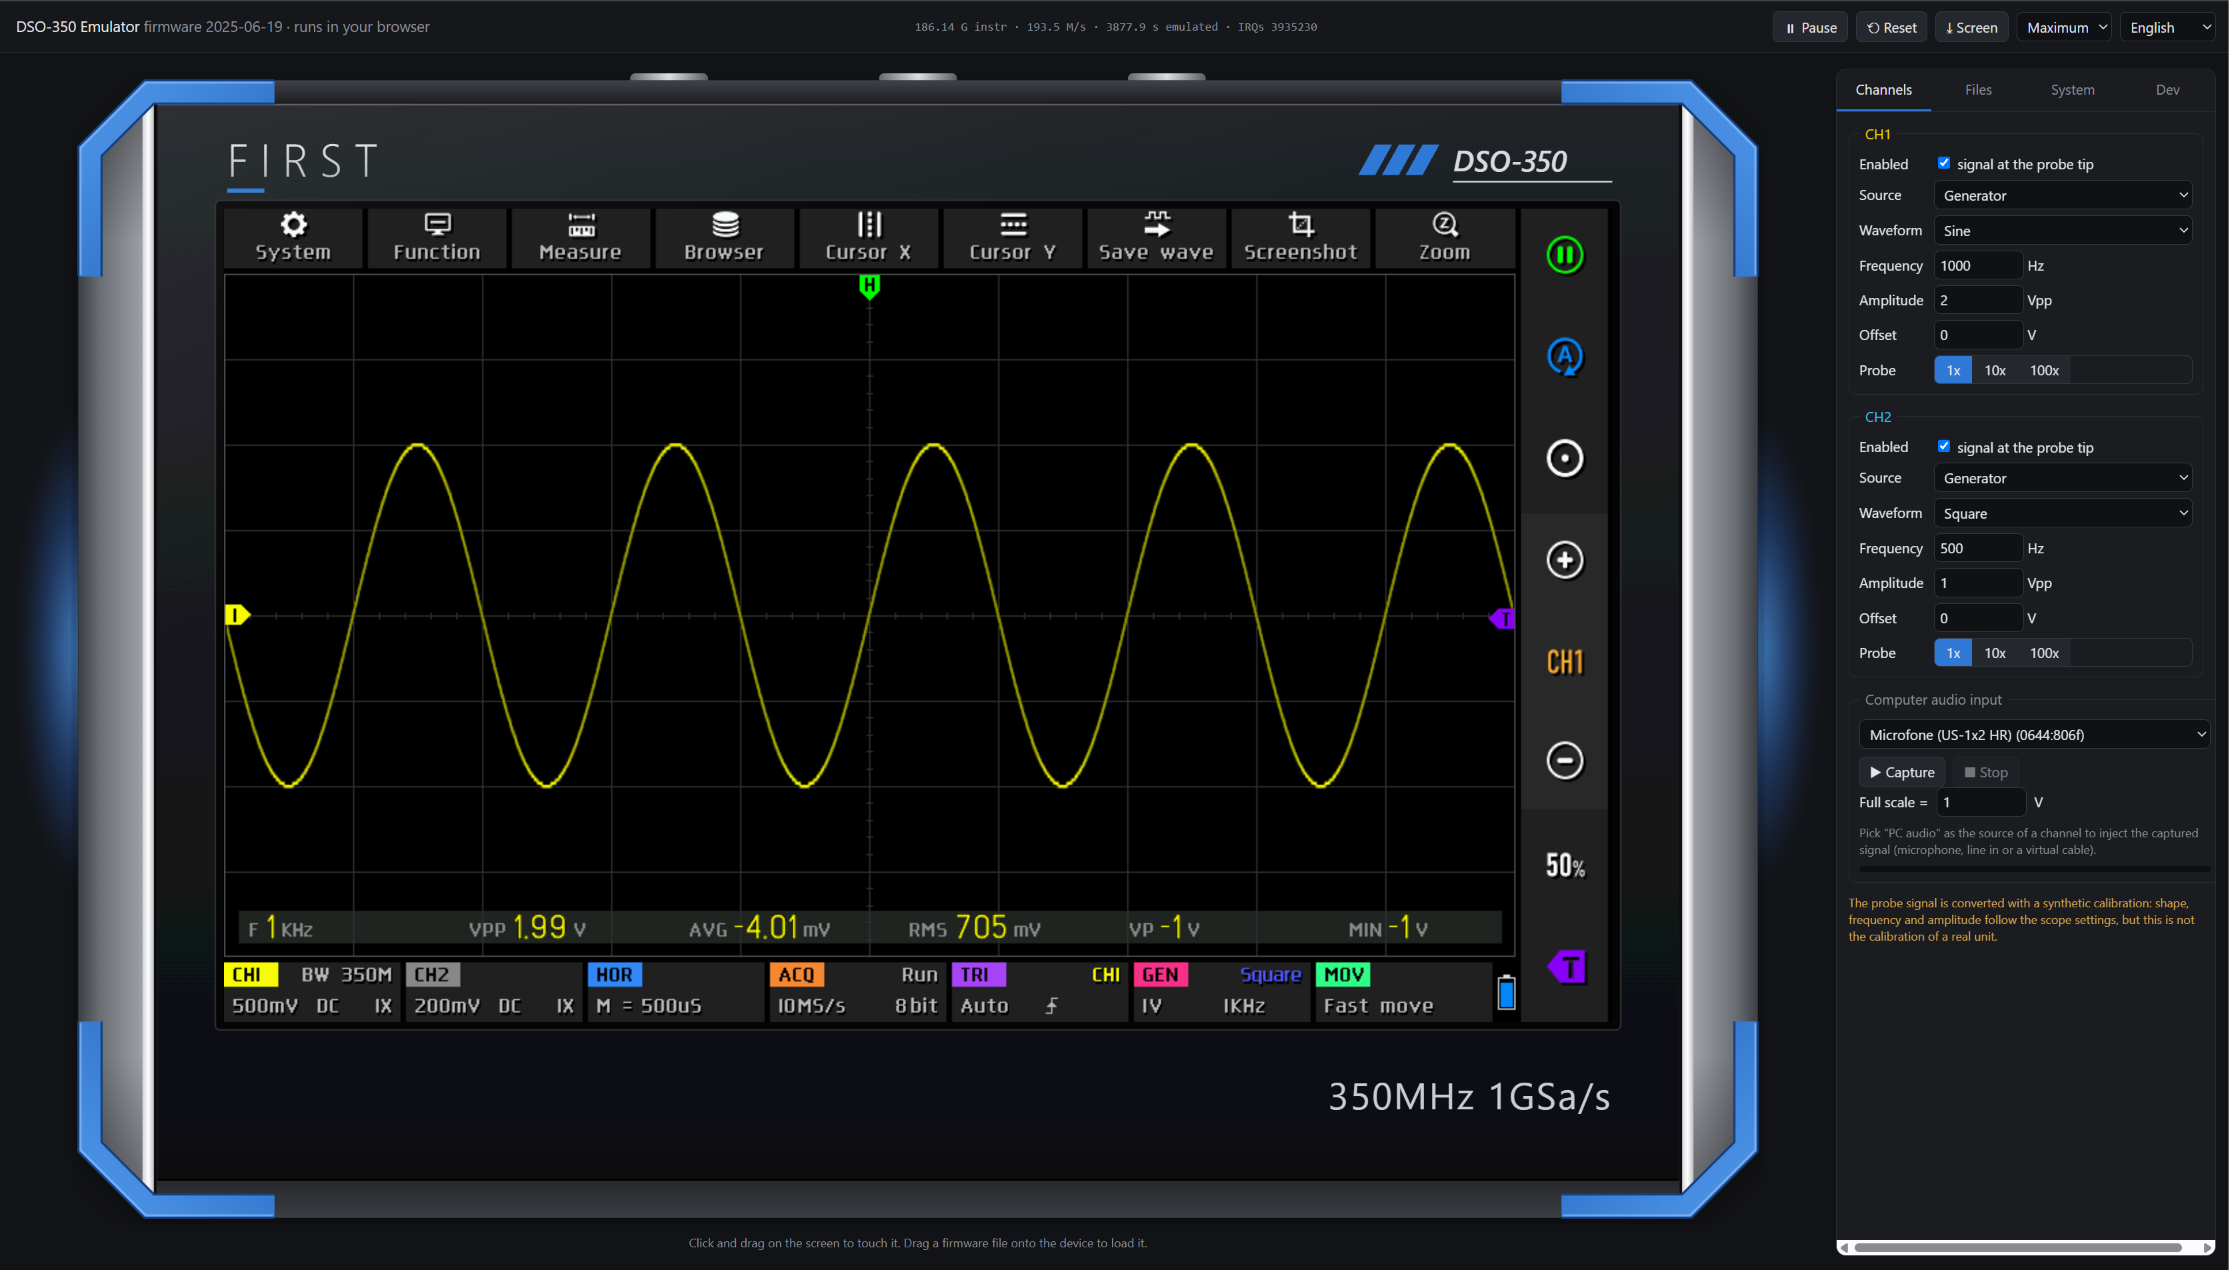 DSO-350 Emulator firmware 2025-06-19 · runs in your browser
186.14 G instr · 193.5 M/s · 3877.9 s emulated · IRQs 3935230
Pause
Reset
Screen
Maximum
English
FIRST
DSO-350
System
Function
Measure
Browser
Cursor X
Cursor Y
Save wave
Screenshot
Zoom
H
A
1
T
CH1
50%
T
F 1 KHz
VPP 1.99 V
AVG -4.01 mV
RMS 705 mV
VP -1 V
MIN -1 V
CH1 BW 350M
500mV DC 1X
CH2
200mV DC 1X
HOR
M = 500uS
ACQ Run
10MS/s 8bit
TRI CH1
Auto
GEN Square
1V 1KHz
MOV
Fast move
350MHz 1GSa/s
Click and drag on the screen to touch it. Drag a firmware file onto the device to load it.
Channels
Files
System
Dev
CH1
Enabled signal at the probe tip
Source Generator
Waveform Sine
Frequency 1000 Hz
Amplitude 2 Vpp
Offset 0 V
Probe 1x 10x 100x
CH2
Enabled signal at the probe tip
Source Generator
Waveform Square
Frequency 500 Hz
Amplitude 1 Vpp
Offset 0 V
Probe 1x 10x 100x
Computer audio input
Microfone (US-1x2 HR) (0644:806f)
Capture Stop
Full scale = 1 V
Pick "PC audio" as the source of a channel to inject the captured
signal (microphone, line in or a virtual cable).
The probe signal is converted with a synthetic calibration: shape,
frequency and amplitude follow the scope settings, but this is not
the calibration of a real unit.